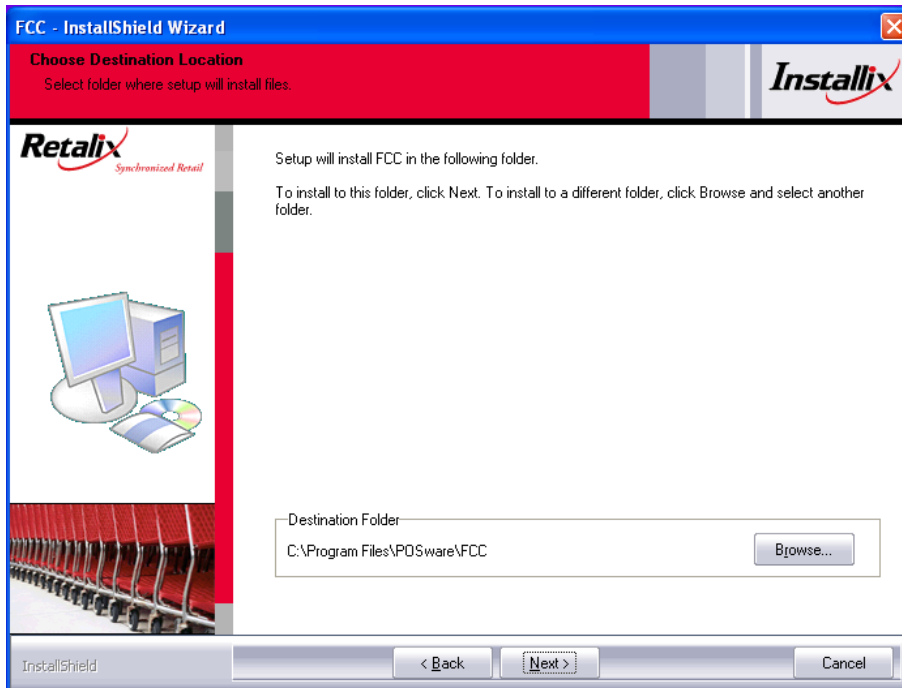 FCC - InstallShield Wizard
Choose Destination Location
Select folder where setup will install files.
Installix
Retalix
Synchronized Retail
Setup will install FCC in the following folder.
To install to this folder, click Next. To install to a different folder, click Browse and select another
folder.
Destination Folder
C:\Program Files\POSware\FCC
Browse...
InstallShield
< Back
Next >
Cancel